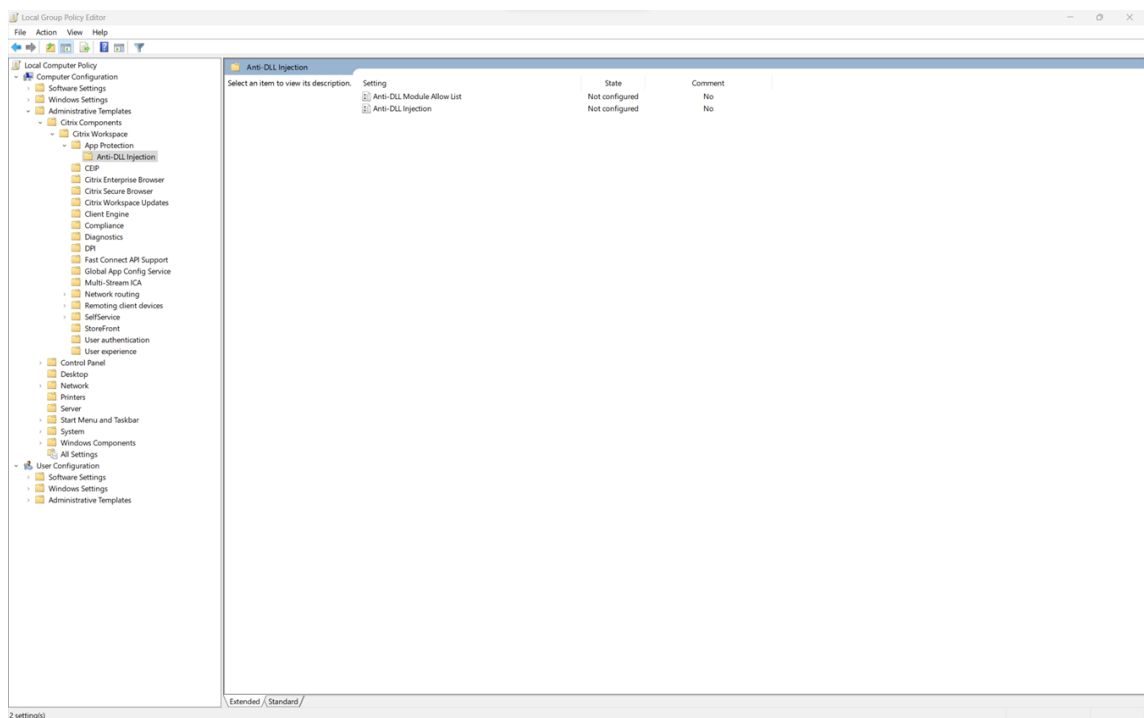 Local Group Policy Editor
File Action View Help
Local Computer Policy
Computer Configuration
Software Settings
Windows Settings
Administrative Templates
Citrix Components
Citrix Workspace
App Protection
Anti-DLL Injection
CEIP
Citrix Enterprise Browser
Citrix Secure Browser
Citrix Workspace Updates
Client Engine
Compliance
Diagnostics
DPI
Fast Connect API Support
Global App Config Service
Multi-Stream ICA
Network routing
Remoting client devices
SelfService
StoreFront
User authentication
User experience
Control Panel
Desktop
Network
Printers
Server
Start Menu and Taskbar
System
Windows Components
All Settings
User Configuration
Software Settings
Windows Settings
Administrative Templates
Anti-DLL Injection
Select an item to view its description.
Setting State Comment
Anti-DLL Module Allow List Not configured No
Anti-DLL Injection Not configured No
Extended Standard
2 setting(s)